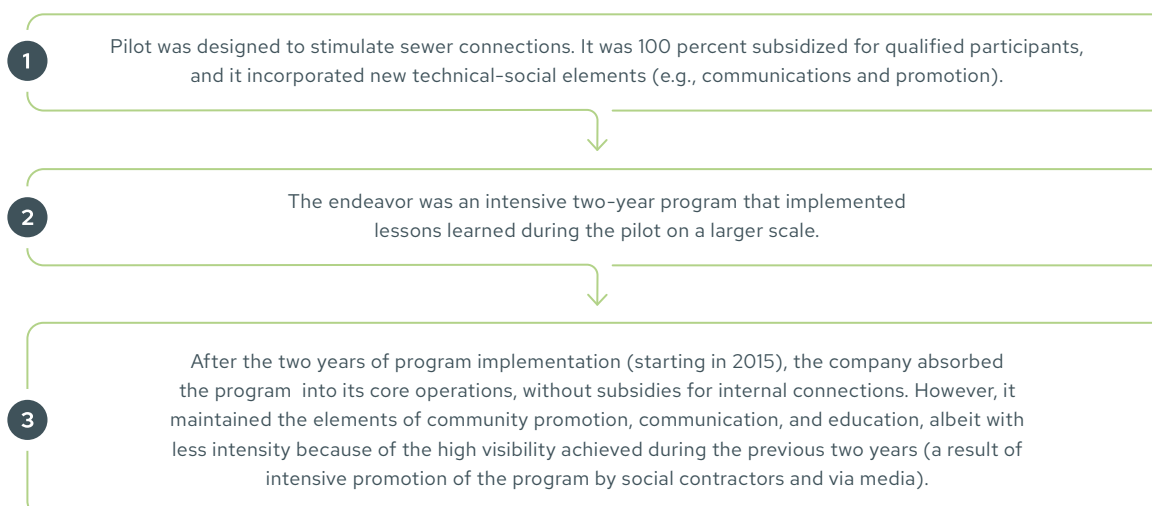 1
Pilot was designed to stimulate sewer connections. It was 100 percent subsidized for qualified participants,
and it incorporated new technical-social elements (e.g., communications and promotion).
2
The endeavor was an intensive two-year program that implemented
lessons learned during the pilot on a larger scale.
3
After the two years of program implementation (starting in 2015), the company absorbed
the program  into its core operations, without subsidies for internal connections. However, it
maintained the elements of community promotion, communication, and education, albeit with
less intensity because of the high visibility achieved during the previous two years (a result of
intensive promotion of the program by social contractors and via media).